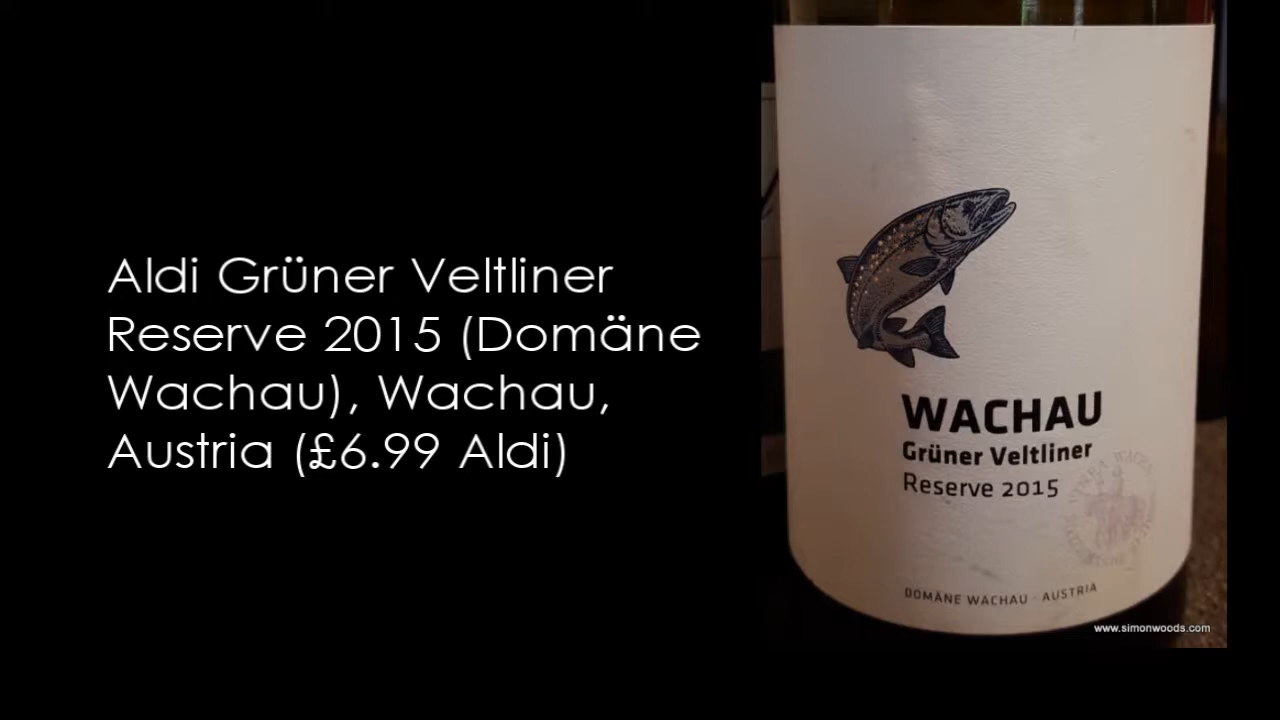 Aldi Grüner Veltliner
Reserve 2015 (Domäne
Wachau), Wachau,
Austria (£6.99 Aldi)
WACHAU
Grüner Veltliner
Reserve 2015
DOMÄNE WACHAU · AUSTRIA
www.simonwoods.com